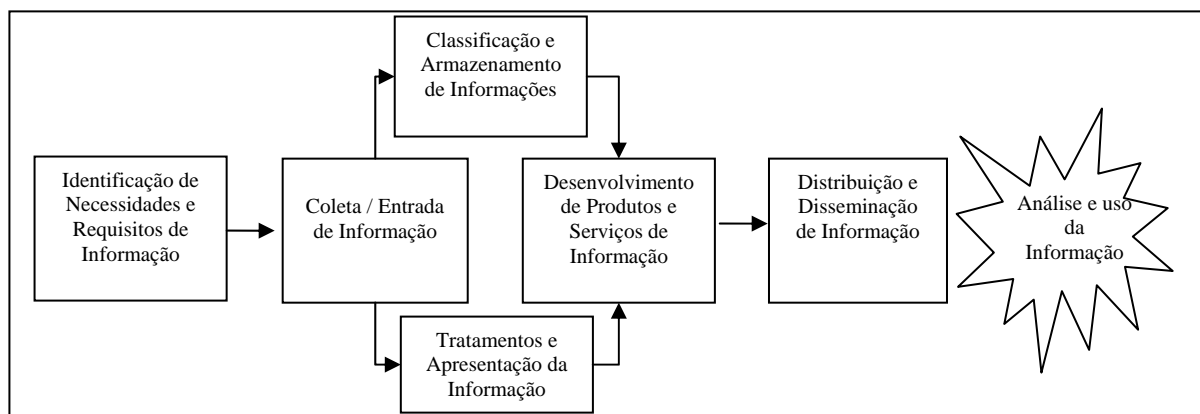 Identificação de
Necessidades e
Requisitos de
Informação
Coleta / Entrada
de Informação
Classificação e
Armazenamento
de Informações
Tratamentos e
Apresentação da
Informação
Desenvolvimento
de Produtos e
Serviços de
Informação
Distribuição e
Disseminação
de Informação
Análise e uso
da
Informação